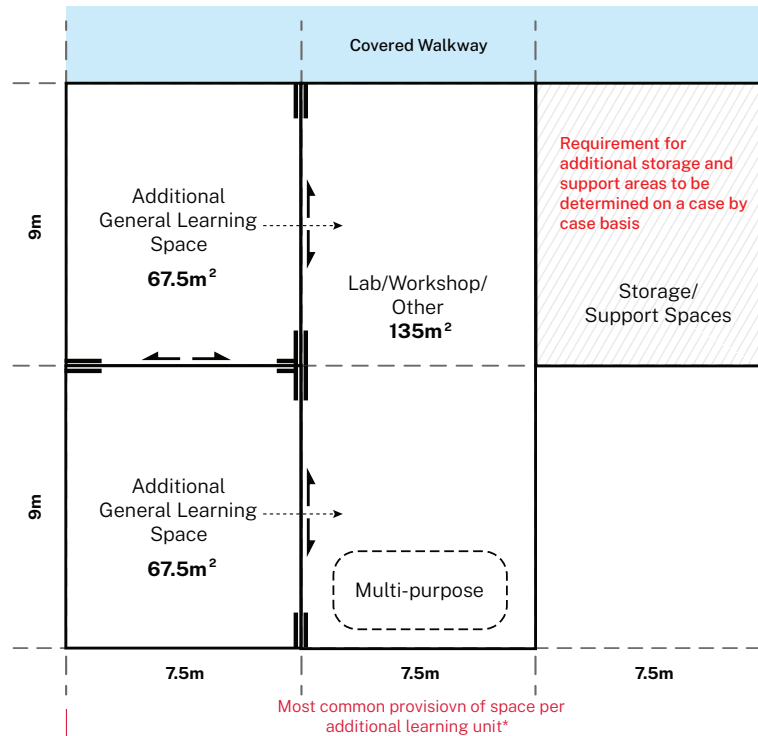 Covered Walkway
Requirement for
additional storage and
support areas to be
determined on a case by
case basis
9m
Additional
General Learning
Space
67.5m²
Lab/Workshop/
Other
135m²
Storage/
Support Spaces
9m
Additional
General Learning
Space
67.5m²
Multi-purpose
7.5m
7.5m
7.5m
Most common provisiovn of space per
additional learning unit*